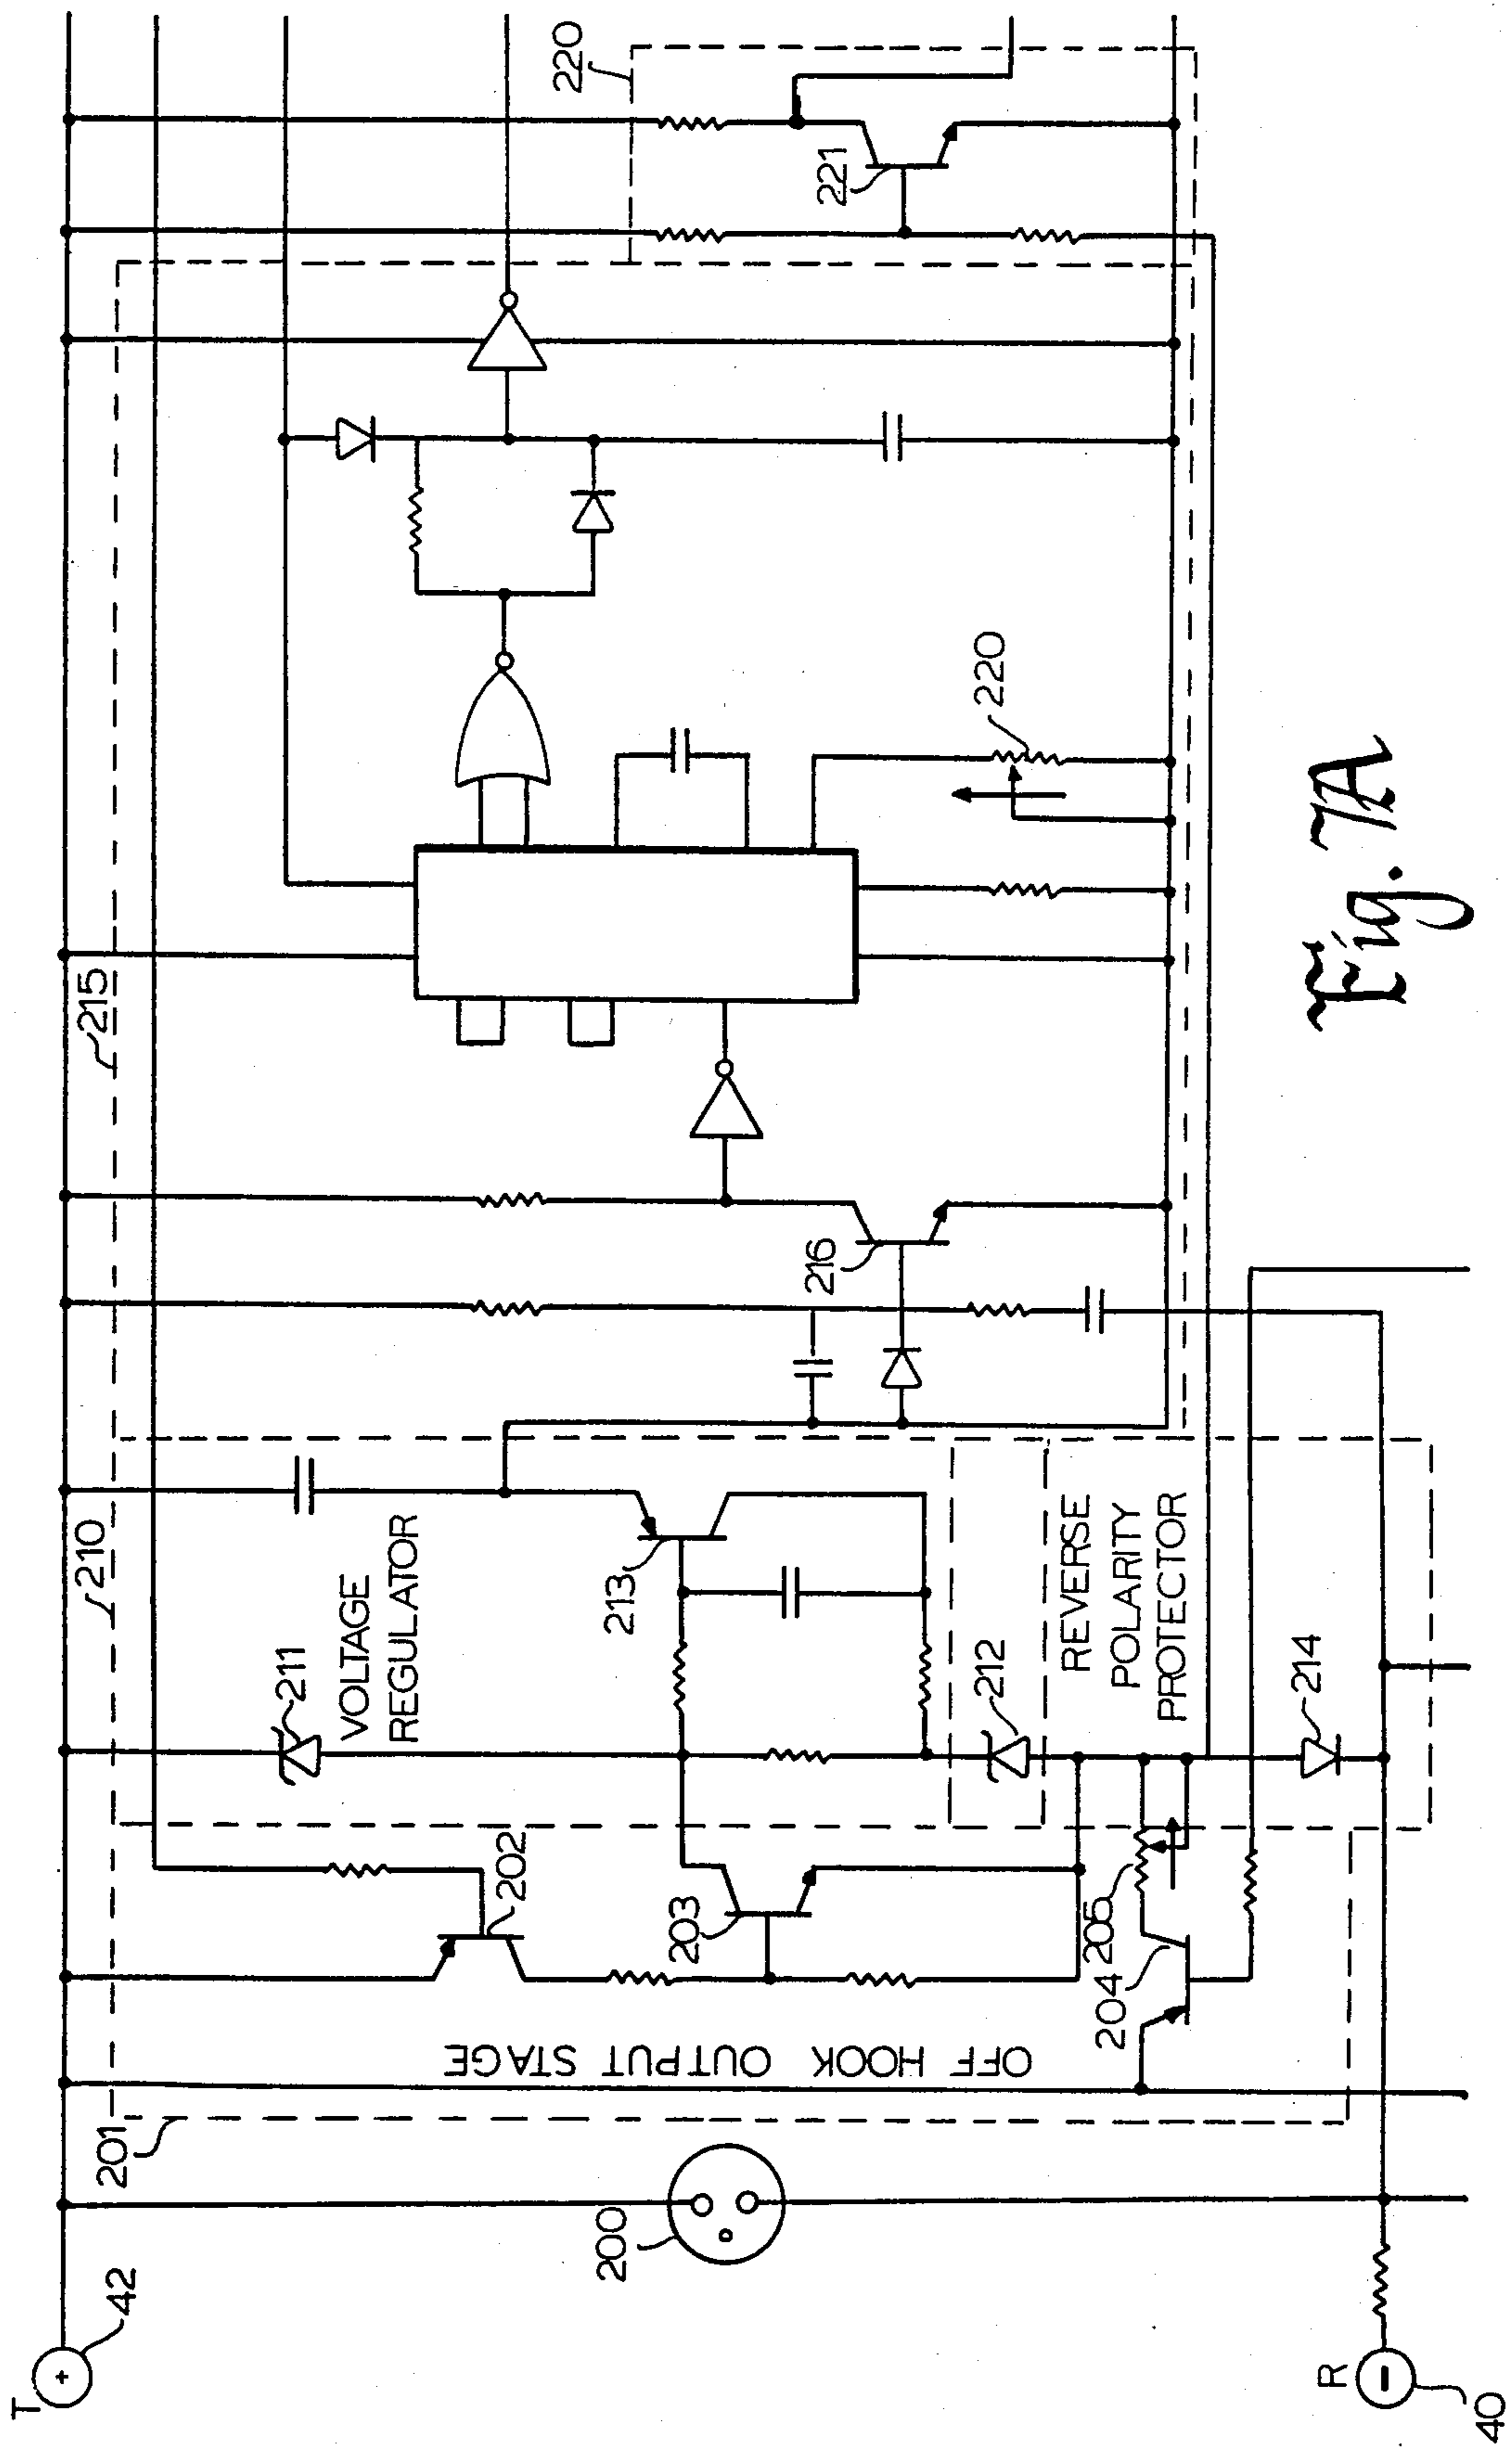 T
+
42
200
201
OFF HOOK OUTPUT STAGE
202
203
204
205
210
211
VOLTAGE
REGULATOR
213
212
REVERSE
POLARITY
PROTECTOR
214
215
216
220
220
221
R
−
40
Fig. 7A